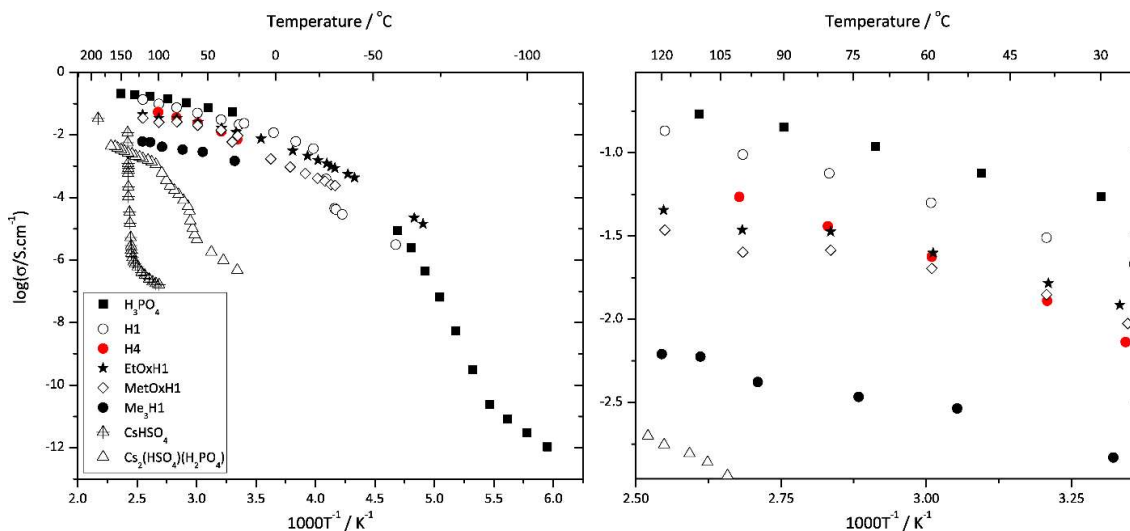 Temperature / °C
200 150 100 50 0 -50 -100
0
-2
-4
-6
-8
-10
-12
log(σ/S.cm⁻¹)
H₃PO₄
H1
H4
EtOxH1
MetOxH1
Me₃H1
CsHSO₄
Cs₂(HSO₄)(H₂PO₄)
2.0 2.5 3.0 3.5 4.0 4.5 5.0 5.5 6.0
1000T⁻¹ / K⁻¹
Temperature / °C
120 105 90 75 60 45 30
-1.0
-1.5
-2.0
-2.5
2.50 2.75 3.00 3.25
1000T⁻¹ / K⁻¹